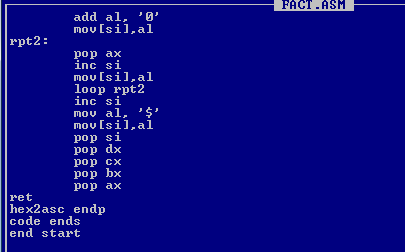 FACT.ASM
add al, '0'
mov[si],al
rpt2:
pop ax
inc si
mov[si],al
loop rpt2
inc si
mov al, '$'
mov[si],al
pop si
pop dx
pop cx
pop bx
pop ax
ret
hex2asc endp
code ends
end start